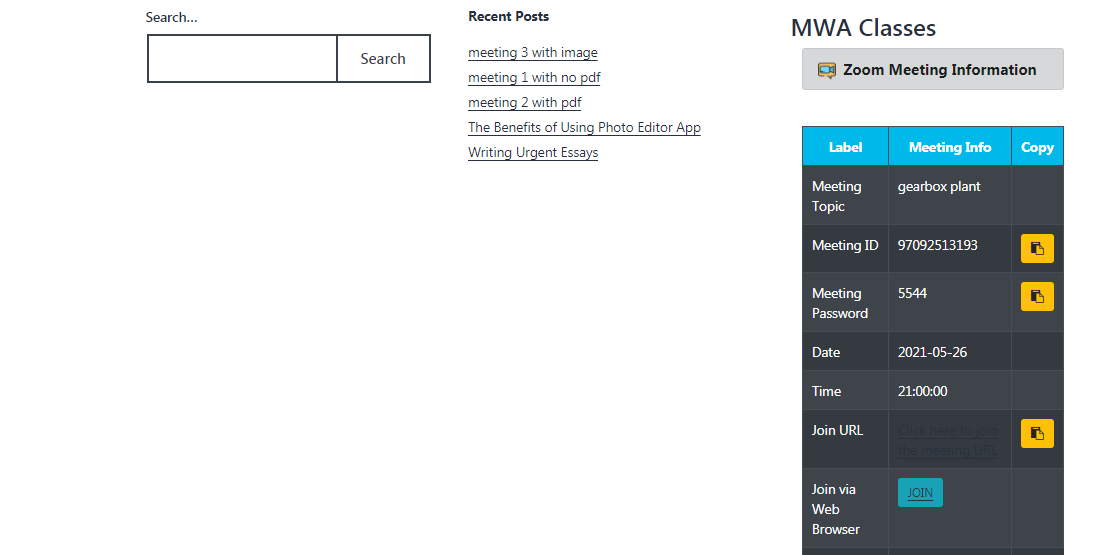 Search...
Search
Recent Posts
meeting 3 with image
meeting 1 with no pdf
meeting 2 with pdf
The Benefits of Using Photo Editor App
Writing Urgent Essays
MWA Classes
Zoom Meeting Information
Label Meeting Info Copy
Meeting
Topic
gearbox plant
Meeting ID 97092513193
Meeting
Password
5544
Date 2021-05-26
Time 21:00:00
Join URL
Click here to join
the meeting URL
Join via
Web
Browser
JOIN